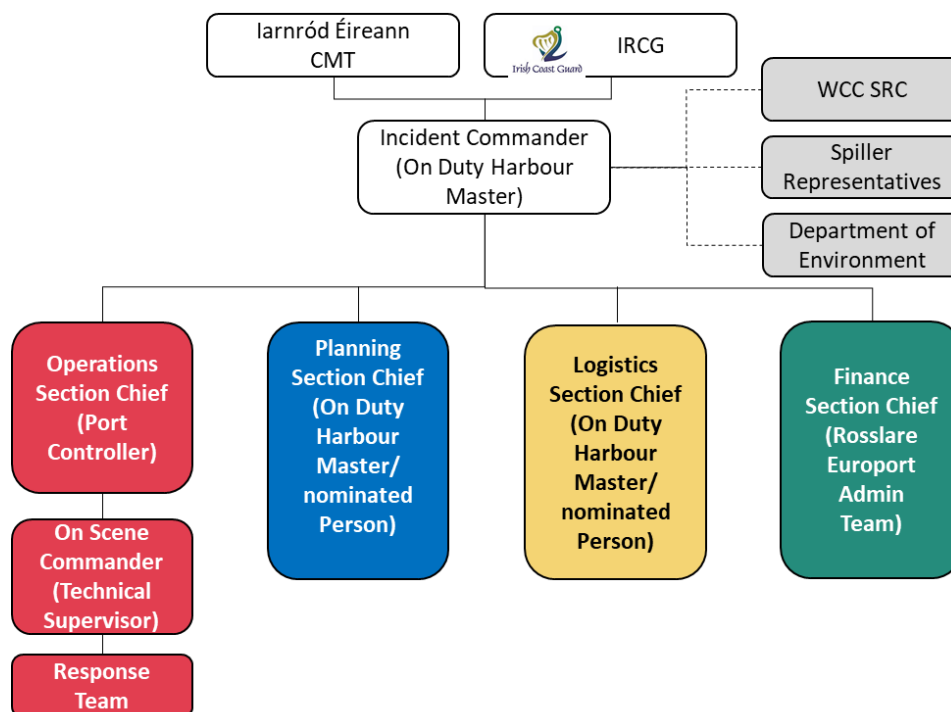 Iarnród Éireann
CMT
Irish Coast Guard
IRCG
WCC SRC
Incident Commander
(On Duty Harbour
Master)
Spiller
Representatives
Department of
Environment
Operations
Section Chief
(Port
Controller)
Planning
Section Chief
(On Duty
Harbour
Master/
nominated
Person)
Logistics
Section Chief
(On Duty
Harbour
Master/
nominated
Person)
Finance
Section Chief
(Rosslare
Europort
Admin
Team)
On Scene
Commander
(Technical
Supervisor)
Response
Team